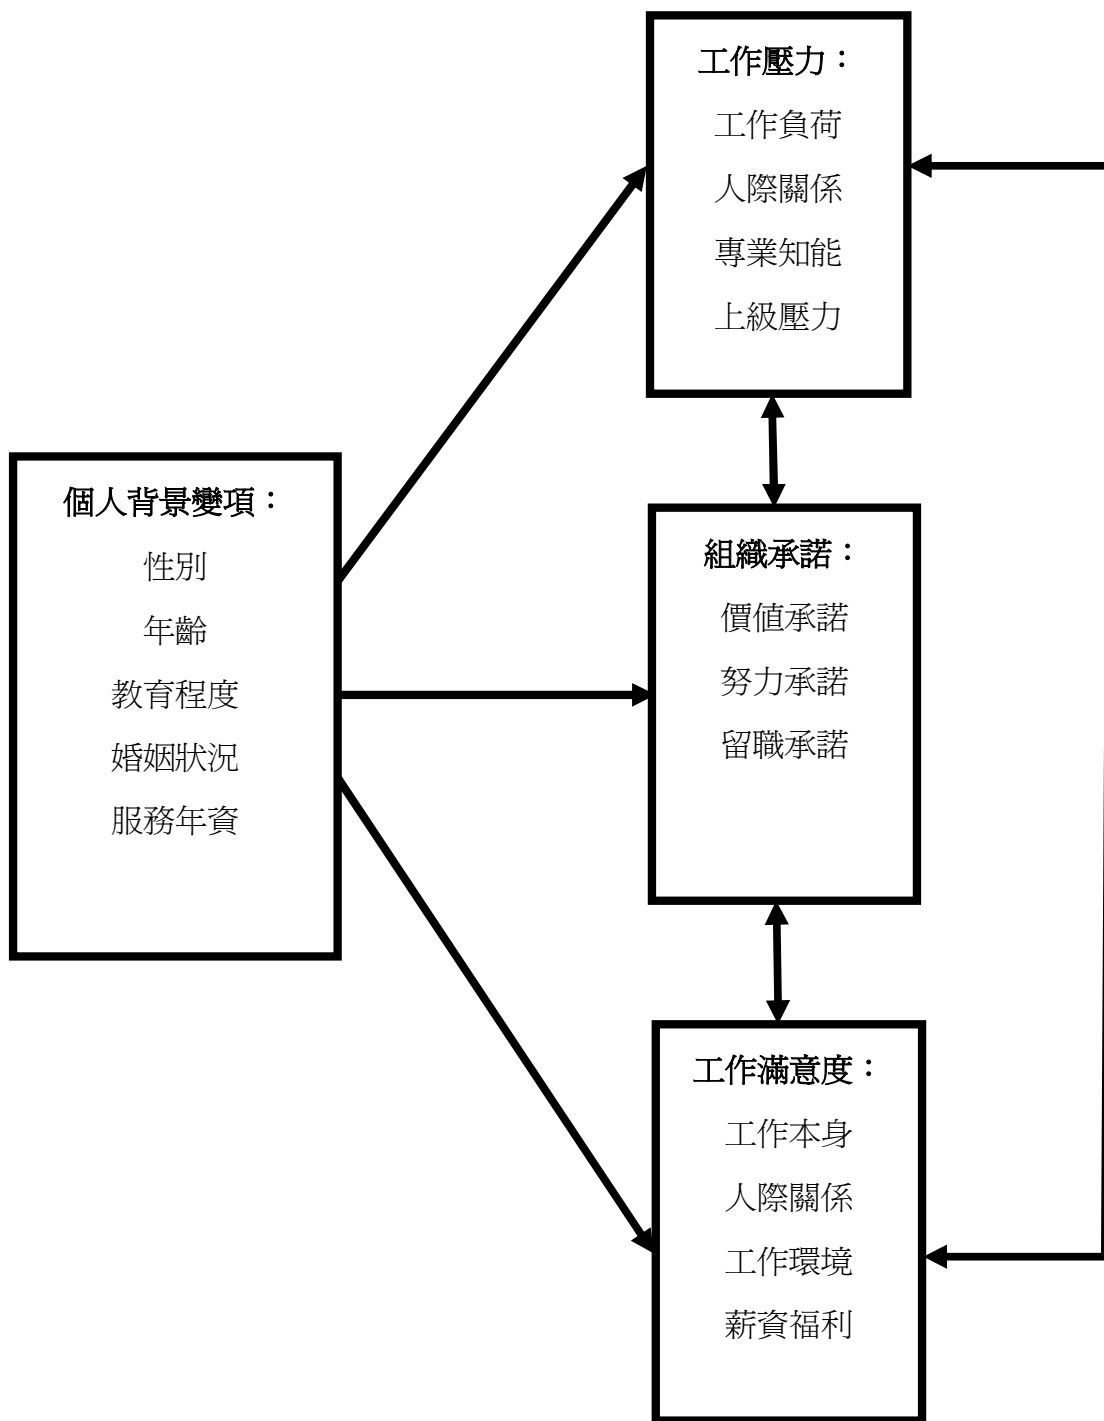 工作壓力：
工作負荷
人際關係
專業知能
上級壓力
個人背景變項：
性別
年齡
教育程度
婚姻狀況
服務年資
組織承諾：
價值承諾
努力承諾
留職承諾
工作滿意度：
工作本身
人際關係
工作環境
薪資福利